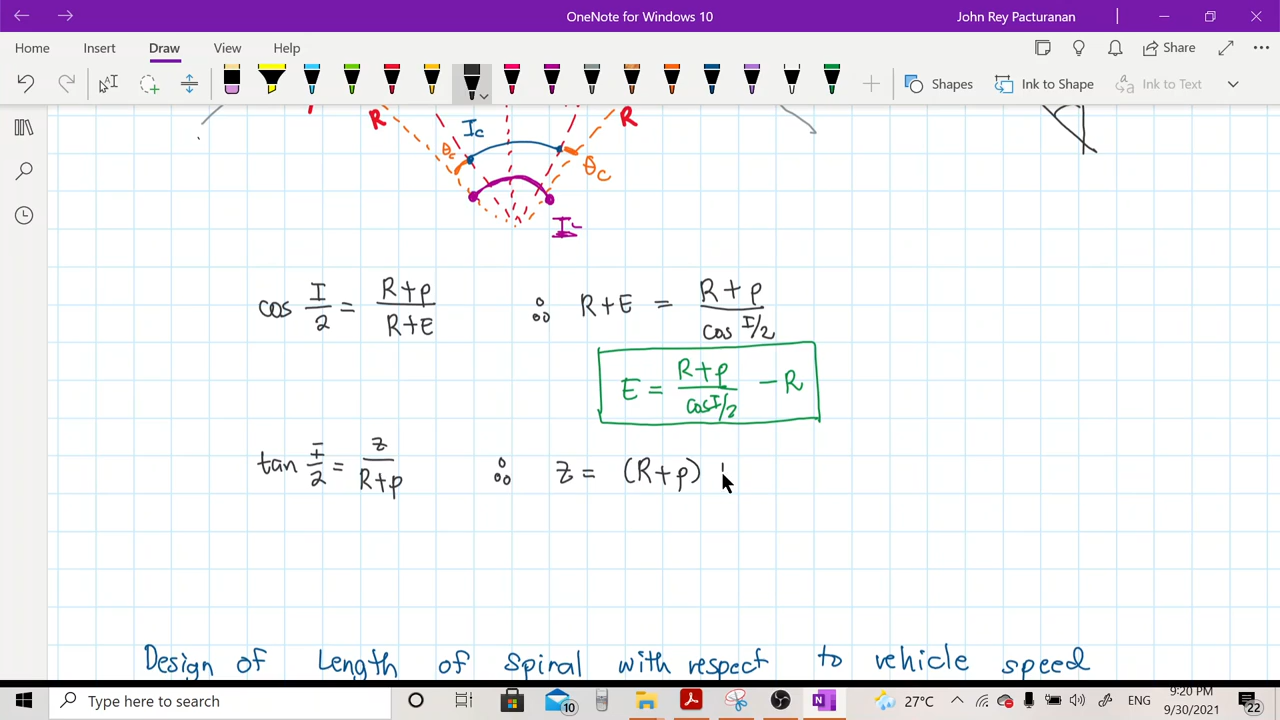 OneNote for Windows 10
John Rey Pacturanan
Home Insert Draw View Help
Share
Shapes Ink to Shape Ink to Text
R R
Ic
θc θc
I
cos I/2 = R+p/R+E ∴ R+E = R+p/cos I/2
E = R+p/cos I/2 - R
tan I/2 = z/R+p ∴ z = (R+p)
Design of Length of Spiral with respect to vehicle speed
Type here to search
10
27°C
ENG
9:20 PM
9/30/2021
22